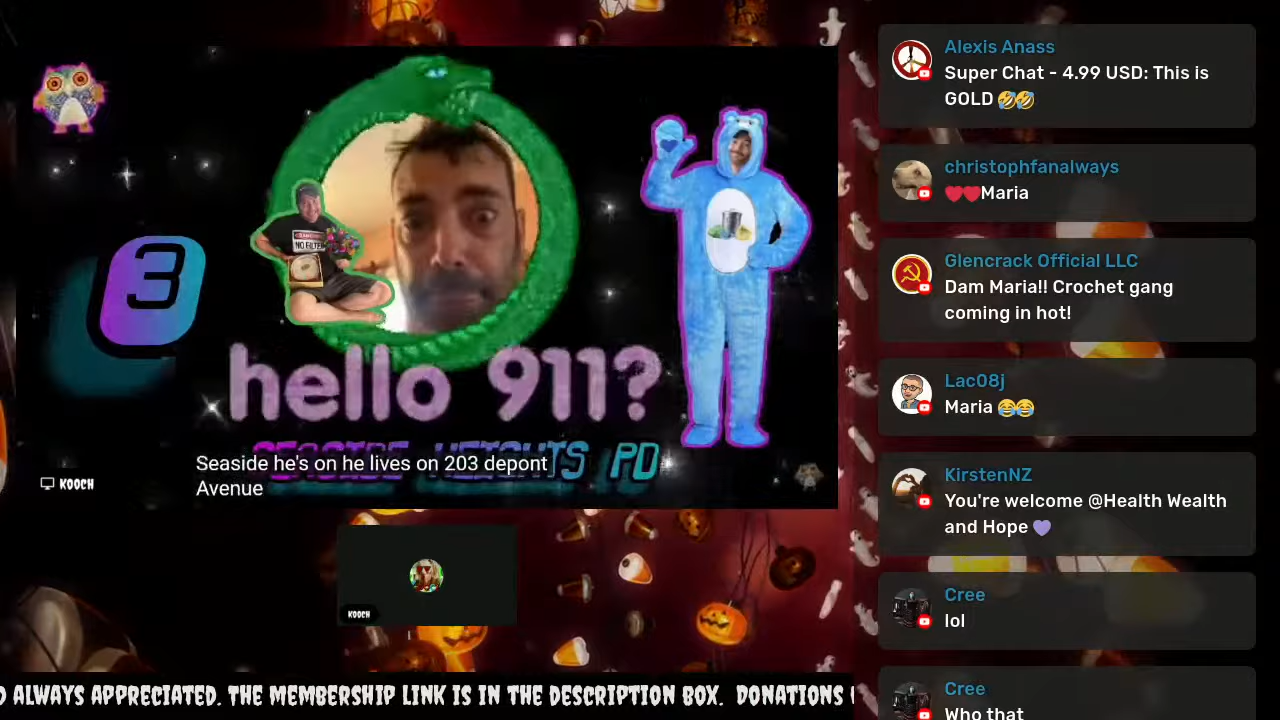 3
NO FILTER
hello 911?
SEASIDE HEIGHTS PD
Seaside he's on he lives on 203 depont
Avenue
KOOCH
KOOCH
ALWAYS APPRECIATED. THE MEMBERSHIP LINK IS IN THE DESCRIPTION BOX. DONATIONS
Alexis Anass
Super Chat - 4.99 USD: This is
GOLD 🤣🤣
christophfanalways
❤️❤️Maria
Glencrack Official LLC
Dam Maria!! Crochet gang
coming in hot!
Lac08j
Maria 😂😂
KirstenNZ
You're welcome @Health Wealth
and Hope 💜
Cree
lol
Cree
Who that